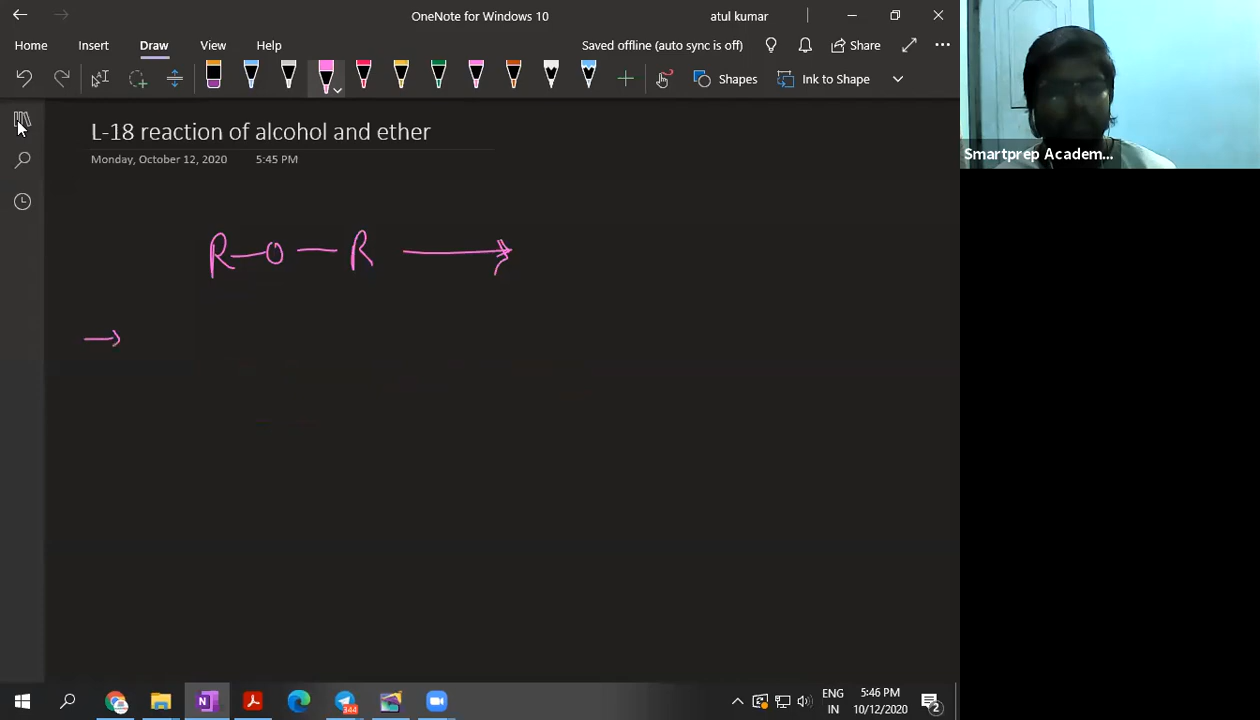 OneNote for Windows 10
atul kumar
Home Insert Draw View Help
Saved offline (auto sync is off)
Share
Shapes
Ink to Shape
Smartprep Academ...
L-18 reaction of alcohol and ether
Monday, October 12, 2020 5:45 PM
R—O—R ⟶
→
344
ENG
IN
5:46 PM
10/12/2020
2